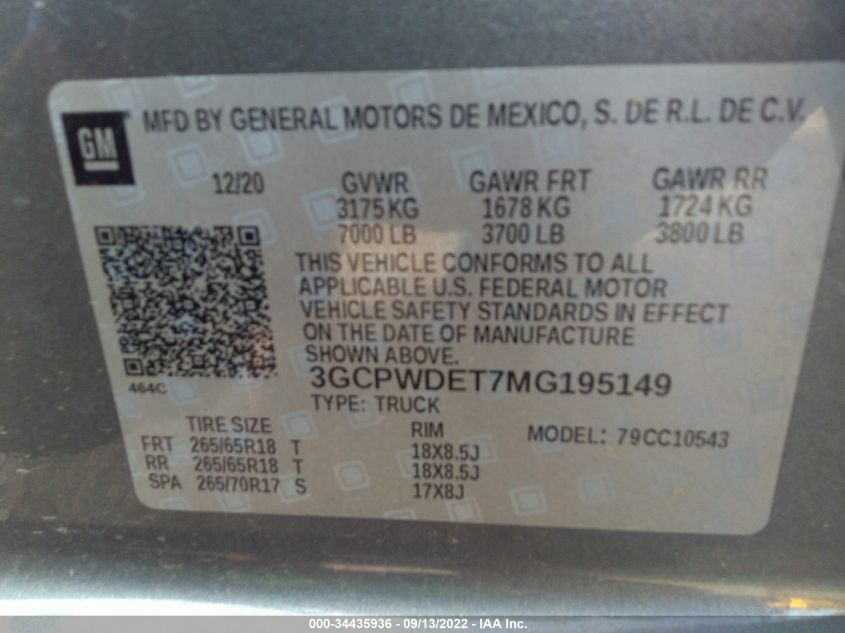 GM
MFD BY GENERAL MOTORS DE MEXICO, S. DE R.L. DE C.V.
12/20 GVWR GAWR FRT GAWR RR
3175 KG 1678 KG 1724 KG
7000 LB 3700 LB 3800 LB
THIS VEHICLE CONFORMS TO ALL
APPLICABLE U.S. FEDERAL MOTOR
VEHICLE SAFETY STANDARDS IN EFFECT
ON THE DATE OF MANUFACTURE
SHOWN ABOVE.
464C
3GCPWDET7MG195149
TYPE: TRUCK
TIRE SIZE RIM MODEL: 79CC10543
FRT 265/65R18 T 18X8.5J
RR 265/65R18 T 18X8.5J
SPA 265/70R17 S 17X8J
000-34435936 - 09/13/2022 - IAA Inc.